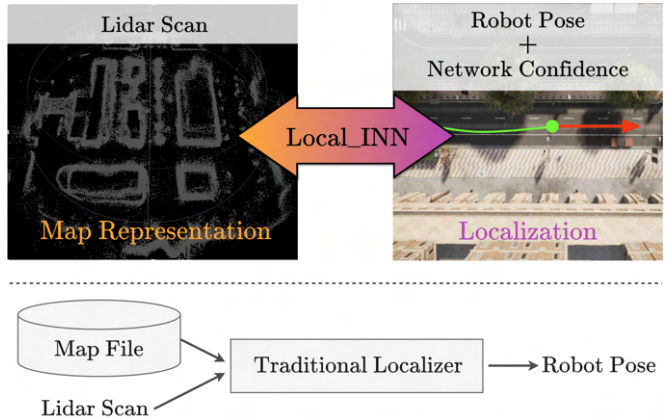 Lidar Scan
Robot Pose
+
Network Confidence
Local_INN
Map Representation
Localization
Map File
Traditional Localizer
Robot Pose
Lidar Scan